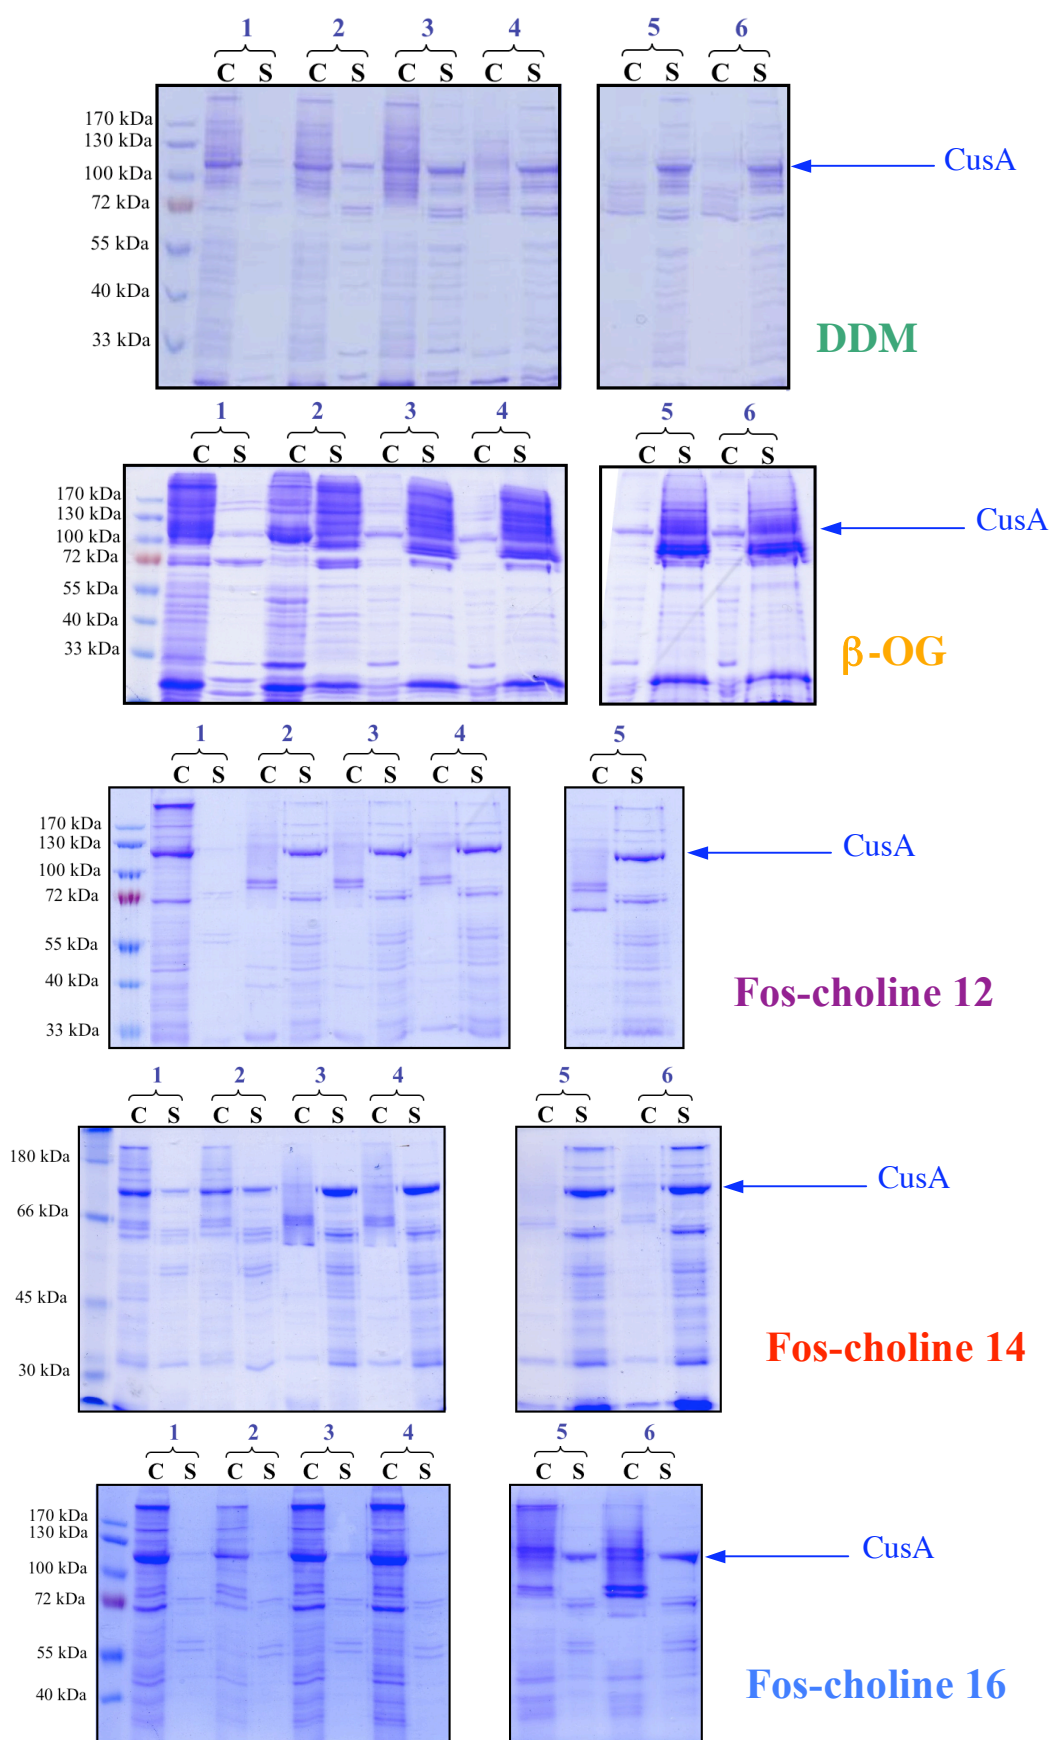 1 2 3 4 5 6
C S C S C S C S C S C S
170 kDa
130 kDa
100 kDa
CusA
72 kDa
55 kDa
40 kDa
33 kDa
DDM
1 2 3 4 5 6
C S C S C S C S C S C S
170 kDa
130 kDa
CusA
100 kDa
72 kDa
55 kDa
40 kDa
33 kDa
β-OG
1 2 3 4 5
C S C S C S C S C S
170 kDa
130 kDa
CusA
100 kDa
72 kDa
55 kDa
40 kDa
Fos-choline 12
33 kDa
1 2 3 4 5 6
C S C S C S C S C S C S
180 kDa
CusA
66 kDa
45 kDa
Fos-choline 14
30 kDa
1 2 3 4 5 6
C S C S C S C S C S C S
170 kDa
130 kDa
CusA
100 kDa
72 kDa
55 kDa
Fos-choline 16
40 kDa